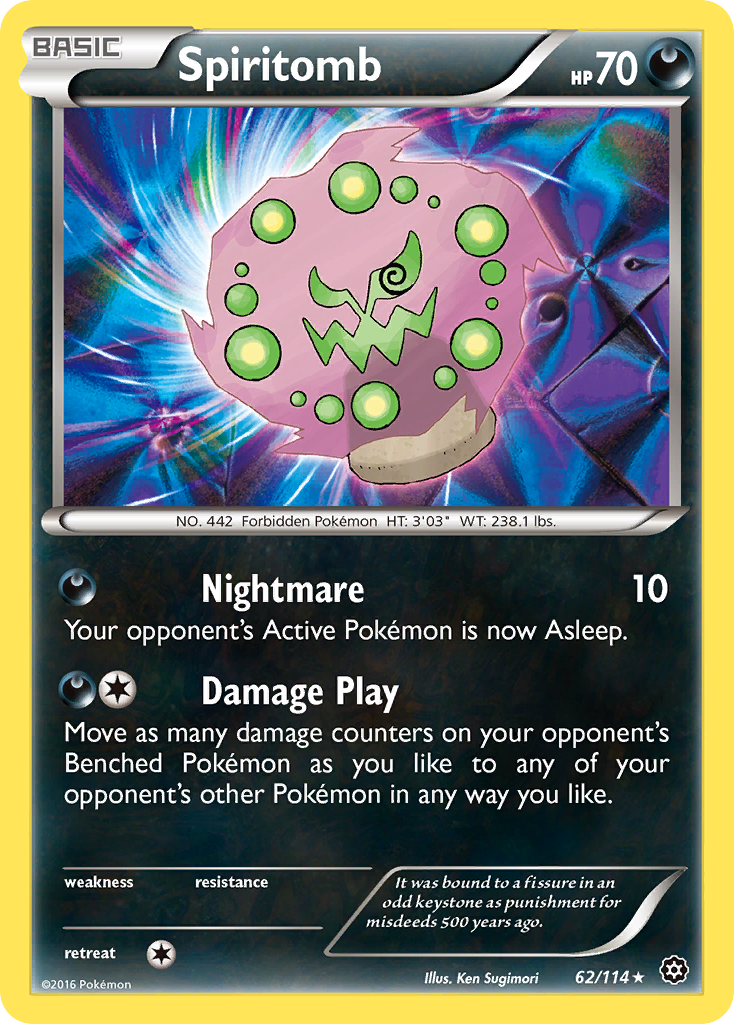 BASIC
Spiritomb
HP 70
NO. 442 Forbidden Pokémon HT: 3'03" WT: 238.1 lbs.
Nightmare 10
Your opponent's Active Pokémon is now Asleep.
Damage Play
Move as many damage counters on your opponent's
Benched Pokémon as you like to any of your
opponent's other Pokémon in any way you like.
weakness resistance
It was bound to a fissure in an
odd keystone as punishment for
misdeeds 500 years ago.
retreat
©2016 Pokémon
Illus. Ken Sugimori
62/114★